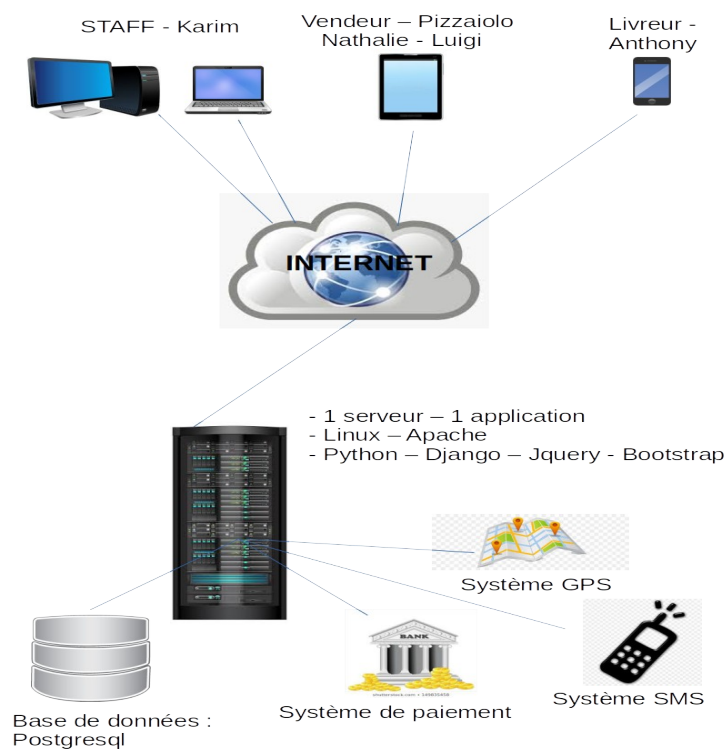 STAFF - Karim
Vendeur – Pizzaiolo
Nathalie - Luigi
Livreur -
Anthony
INTERNET
- 1 serveur – 1 application
- Linux – Apache
- Python – Django – Jquery - Bootstrap
Système GPS
BANK
Système SMS
Système de paiement
Base de données :
Postgresql